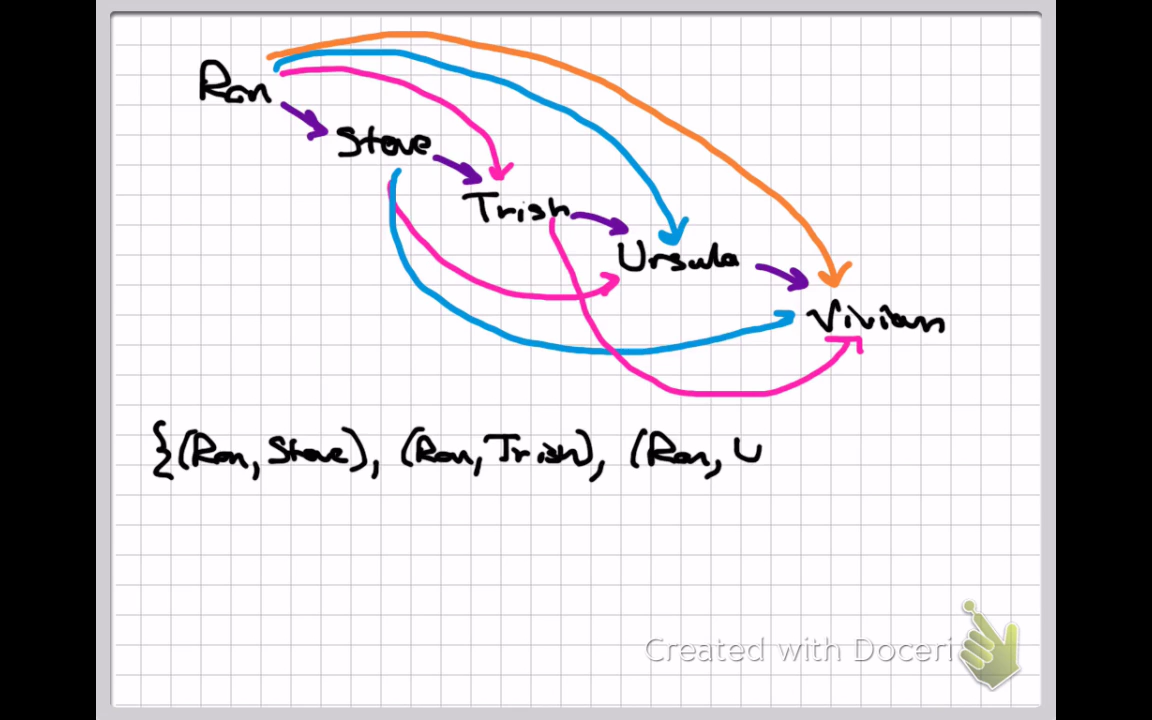 Ron
Steve
Trish
Ursula
Vivian
{(Ron, Steve), (Ron, Trish), (Ron, U
Created with Doceri